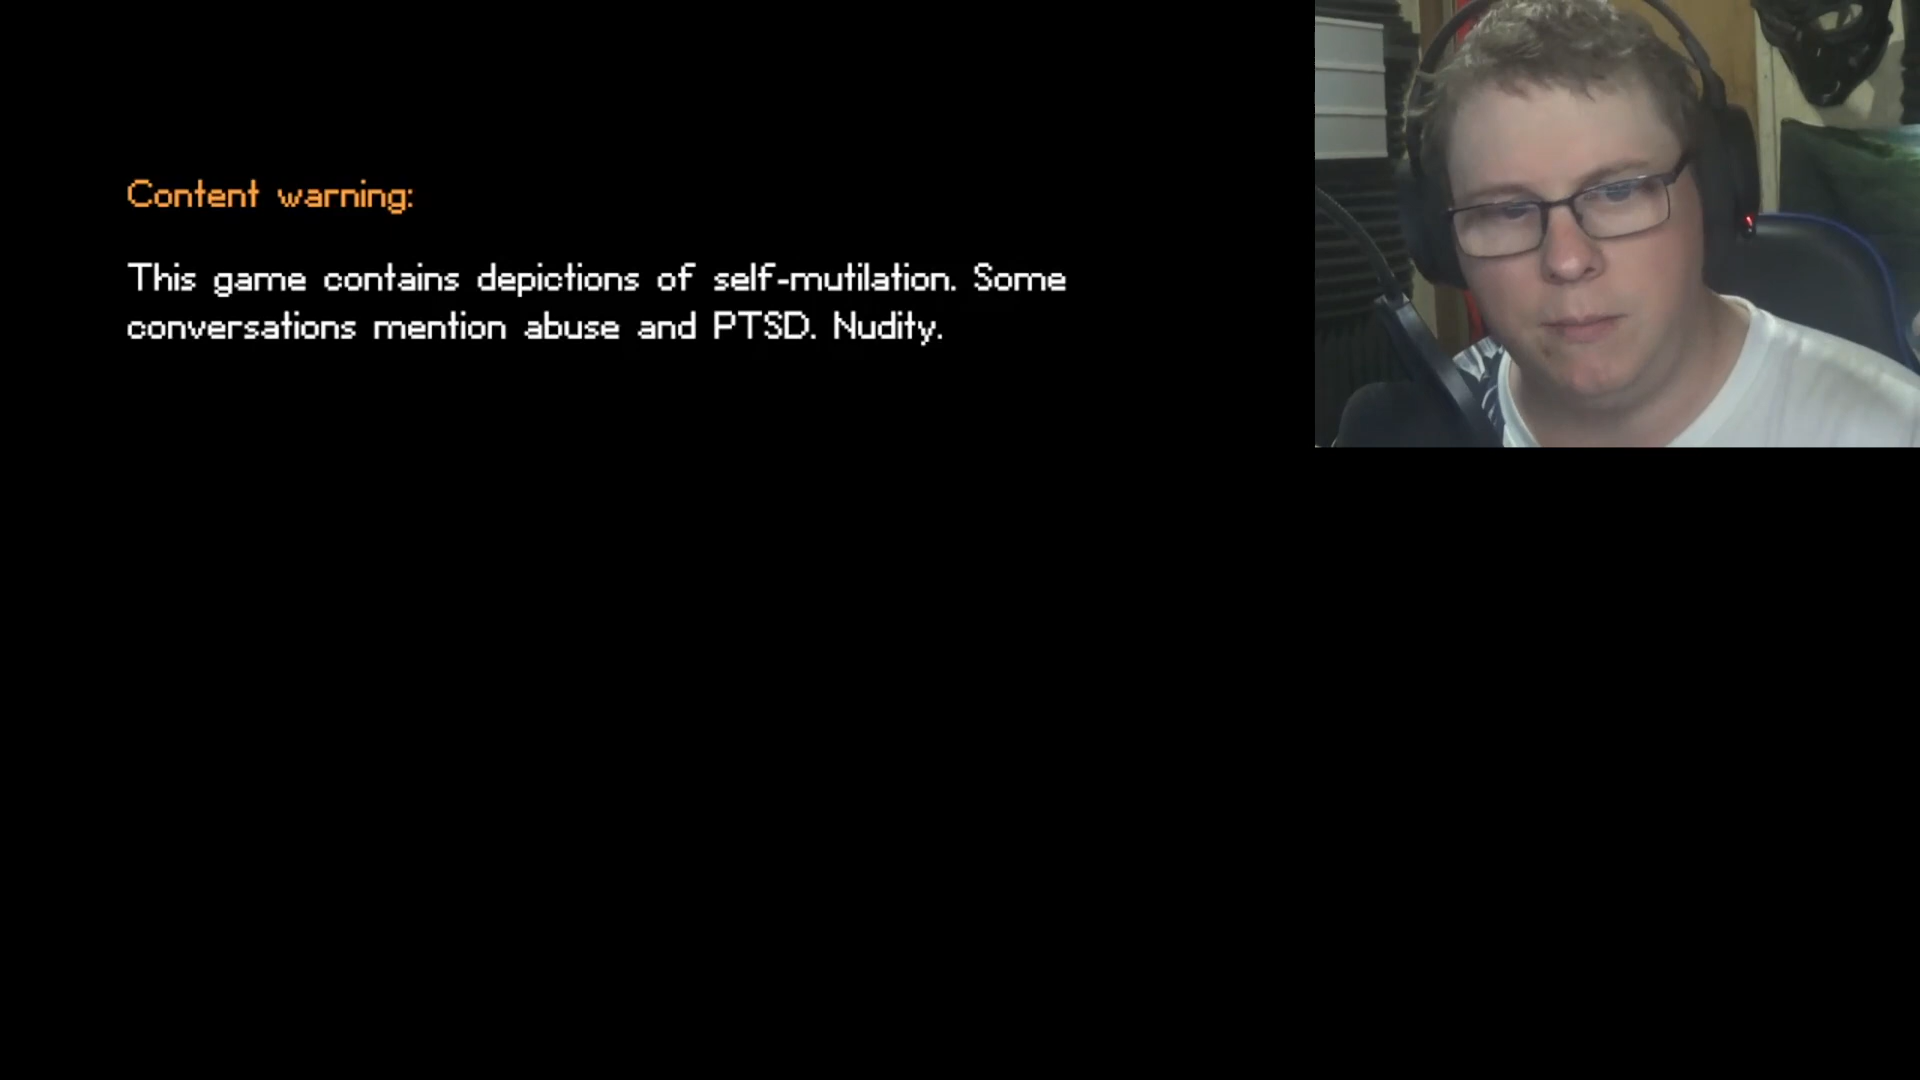 Content warning:
This game contains depictions of self-mutilation. Some
conversations mention abuse and PTSD. Nudity.